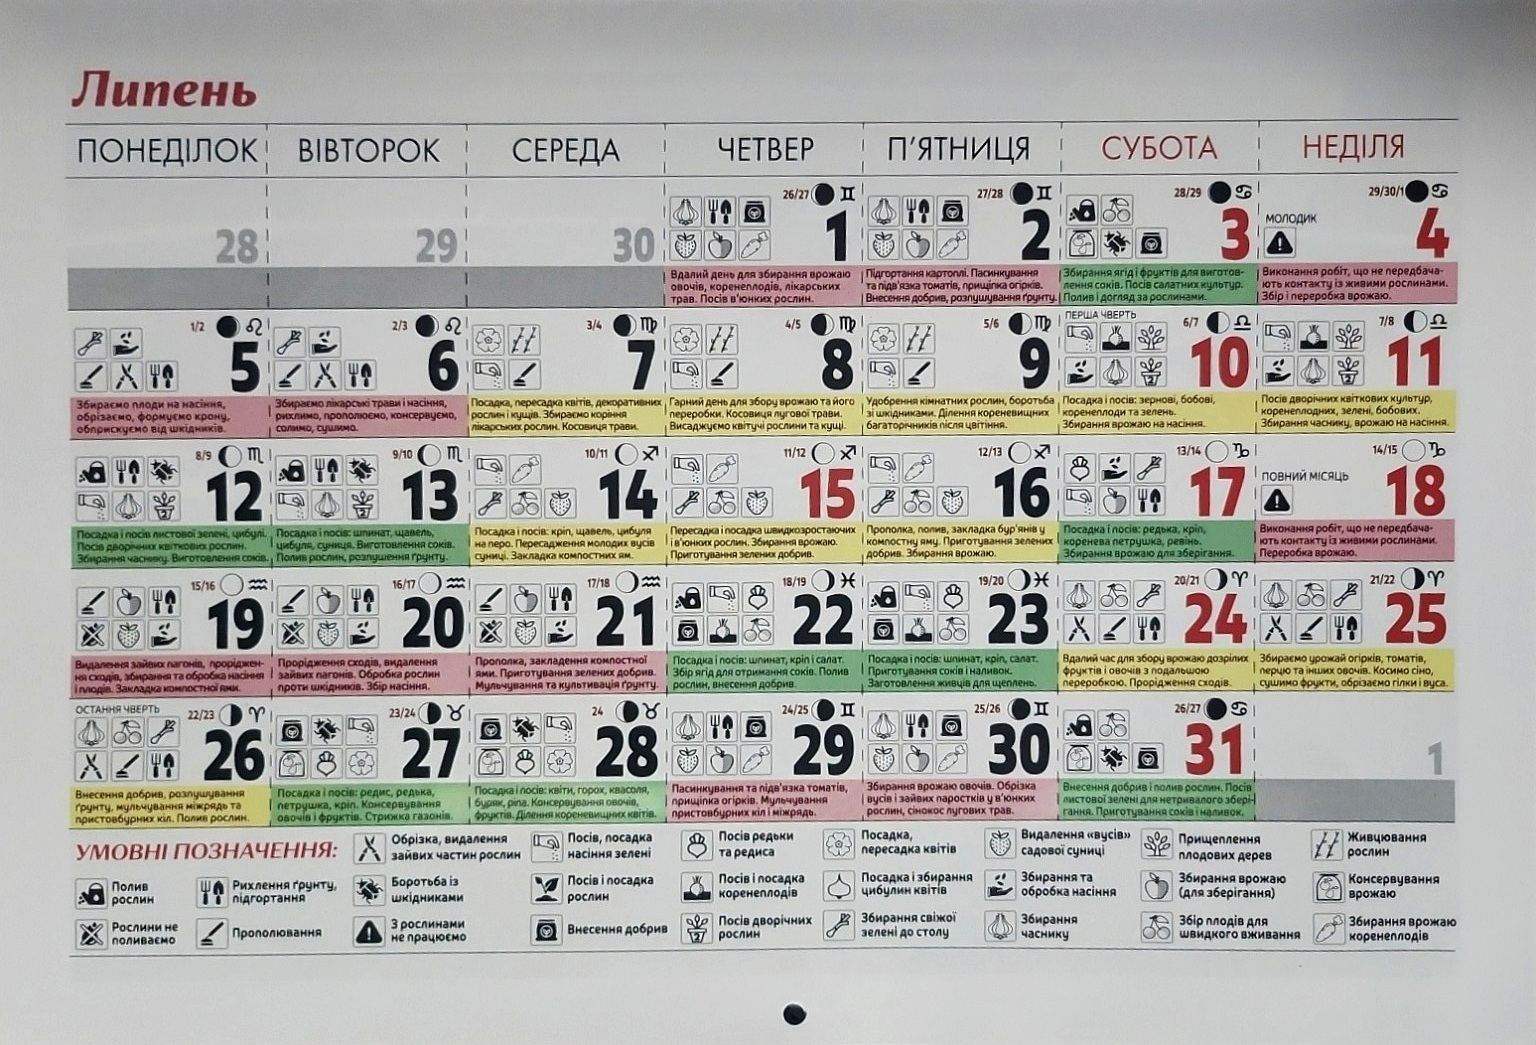 Липень
ПОНЕДІЛОК ВІВТОРОК СЕРЕДА ЧЕТВЕР П'ЯТНИЦЯ СУБОТА НЕДІЛЯ
28
29
30
26/27
1
Вдалий день для збирання врожаю
овочів, коренеплодів, лікарських
трав. Посів в'юнких рослин.
27/28
2
Підгортання картоплі. Пасинкування
та підв'язка томатів, прищіпка огірків.
Внесення добрив, розпушування ґрунту.
28/29
3
Збирання ягід і фруктів для виготов-
лення соків. Посів салатних культур.
Полив і догляд за рослинами.
29/30/1
МОЛОДИК
4
Виконання робіт, що не передбача-
ють контакту із живими рослинами.
Збір і переробка врожаю.
1/2
5
Збираємо плоди на насіння,
обрізаємо, формуємо крону,
обприскуємо від шкідників.
2/3
6
Збираємо лікарські трави і насіння,
рихлимо, прополюємо, консервуємо,
солимо, сушимо.
3/4
7
Посадка, пересадка квітів, декоративних
рослин і кущів. Збираємо коріння
лікарських рослин. Косовиця трави.
4/5
8
Гарний день для збору врожаю та його
переробки. Косовиця лугової трави.
Висаджуємо квітучі рослини та кущі.
5/6
9
Удобрення кімнатних рослин, боротьба
зі шкідниками. Ділення кореневищних
багаторічників після цвітіння.
ПЕРША ЧВЕРТЬ
6/7
10
Посадка і посів: зернові, бобові,
коренеплоди та зелень.
Збирання врожаю на насіння.
7/8
11
Посів дворічних квіткових культур,
коренеплодних, зелені, бобових.
Збирання часнику, врожаю на насіння.
8/9
12
Посадка і посів листової зелені, цибулі.
Посів дворічних квіткових рослин.
Збирання часнику. Виготовлення соків.
9/10
13
Посадка і посів: шпинат, щавель,
цибуля, суниця. Виготовлення соків.
Полив рослин, розпушення ґрунту.
10/11
14
Посадка і посів: кріп, щавель, цибуля
на перо. Пересадження молодих вусів
суниці. Закладка компостних ям.
11/12
15
Пересадка і посадка швидкозростаючих
в'юнких рослин. Збирання врожаю.
Приготування зелених добрив.
12/13
16
Прополка, полив, закладка бур'янів у
компостну яму. Приготування зелених
добрив. Збирання врожаю.
13/14
17
Посадка і посів: редька, кріп,
коренева петрушка, ревінь.
Збирання врожаю для зберігання.
14/15
ПОВНИЙ МІСЯЦЬ
18
Виконання робіт, що не передбача-
ють контакту із живими рослинами.
Переробка врожаю.
15/16
19
Видалення зайвих пагонів, проріджен-
ня сходів, збирання та обробка насіння
і плодів. Закладка компостної ями.
16/17
20
Прорідження сходів, видалення
зайвих пагонів. Обробка рослин
проти шкідників. Збір насіння.
17/18
21
Прополка, закладення компостної
ями. Приготування зелених добрив.
Мульчування та культивація ґрунту.
18/19
22
Посадка і посів: шпинат, кріп і салат.
Збір ягід для отримання соків. Полив
рослин, внесення добрив.
19/20
23
Посадка і посів: шпинат, кріп, салат.
Приготування соків і наливок.
Заготовлення живців для щеплень.
20/21
24
Вдалий час для збору врожаю дозрілих
фруктів і овочів з подальшою
переробкою. Прорідження сходів.
21/22
25
Збираємо урожай огірків, томатів,
перцю та інших овочів. Косимо сіно,
сушимо фрукти, обрізаємо гілки і вуса.
ОСТАННЯ ЧВЕРТЬ
22/23
26
Внесення добрив, розпушування
ґрунту, мульчування міжрядь та
пристовбурних кіл. Полив рослин.
23/24
27
Посадка і посів: редис, редька,
петрушка, кріп. Консервування
овочів і фруктів. Стрижка газонів.
24
28
Посадка і посів: квіти, горох, квасоля,
буряк, ріпа. Консервування овочів,
фруктів. Ділення кореневищних квітів.
24/25
29
Пасинкування та підв'язка томатів,
прищіпка огірків. Мульчування
пристовбурних кіл і міжрядь.
25/26
30
Збирання врожаю овочів. Обрізка
вусів і зайвих паростків у в'юнких
рослин, сінокос лугових трав.
26/27
31
Внесення добрив і полив рослин. Посів
листової зелені для нетривалого збері-
гання. Приготування соків і наливок.
1
УМОВНІ ПОЗНАЧЕННЯ:
Полив
рослин
Рослини не
поливаємо
Рихлення ґрунту,
підгортання
Прополювання
Обрізка, видалення
зайвих частин рослин
Боротьба із
шкідниками
З рослинами
не працюємо
Посів, посадка
насіння зелені
Посів і посадка
рослин
Внесення добрив
Посів редьки
та редиса
Посів і посадка
коренеплодів
Посів дворічних
рослин
Посадка,
пересадка квітів
Посадка і збирання
цибулин квітів
Збирання свіжої
зелені до столу
Видалення «вусів»
садової суниці
Збирання та
обробка насіння
Збирання
часнику
Прищеплення
плодових дерев
Збирання врожаю
(для зберігання)
Збір плодів для
швидкого вживання
Живцювання
рослин
Консервування
врожаю
Збирання врожаю
коренеплодів